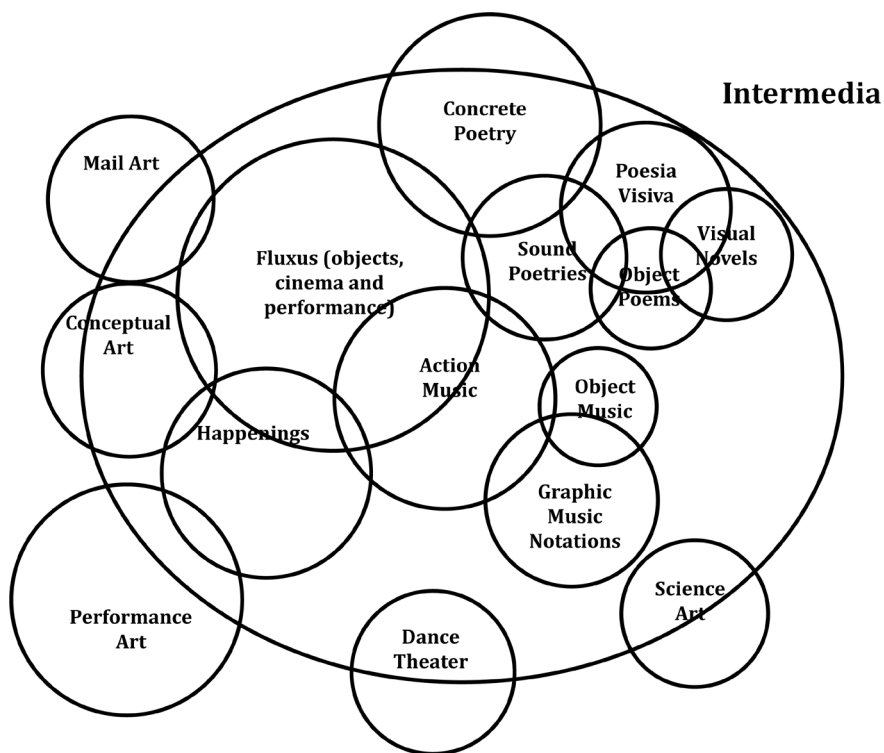 Intermedia
Concrete
Poetry
Mail Art
Poesia
Visiva
Visual
Novels
Sound
Poetries
Object
Poems
Fluxus (objects,
cinema and
performance)
Conceptual
Art
Action
Music
Object
Music
Happenings
Graphic
Music
Notations
Science
Art
Performance
Art
Dance
Theater